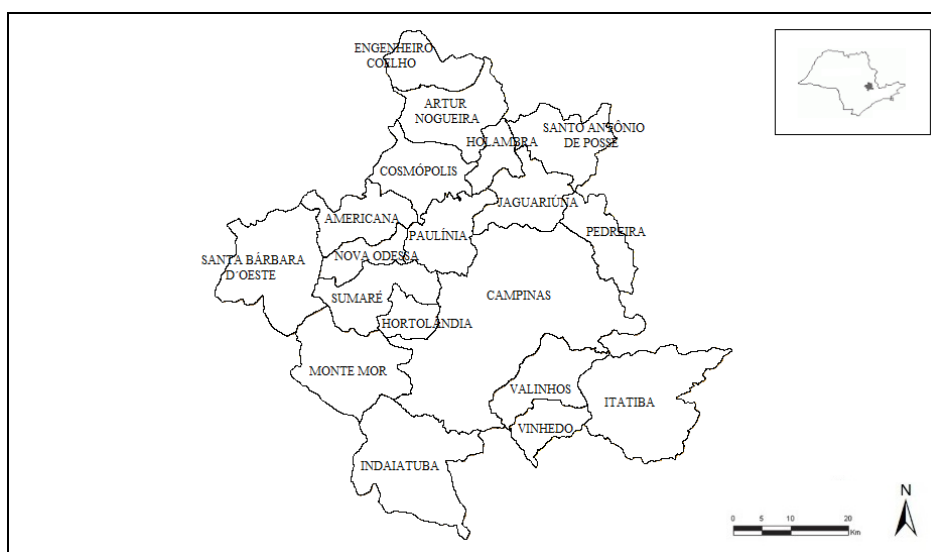 ENGENHEIRO
COELHO
ARTUR
NOGUEIRA
HOLAMBRA
SANTO ANTÔNIO
DE POSSE
COSMÓPOLIS
JAGUARIÚNA
AMERICANA
PAULÍNIA
PEDREIRA
NOVA ODESSA
SANTA BÁRBARA
D´OESTE
SUMARÉ
CAMPINAS
HORTOLÂNDIA
MONTE MOR
VALINHOS
ITATIBA
VINHEDO
INDAIATUBA
N
0 5 10 20
Km